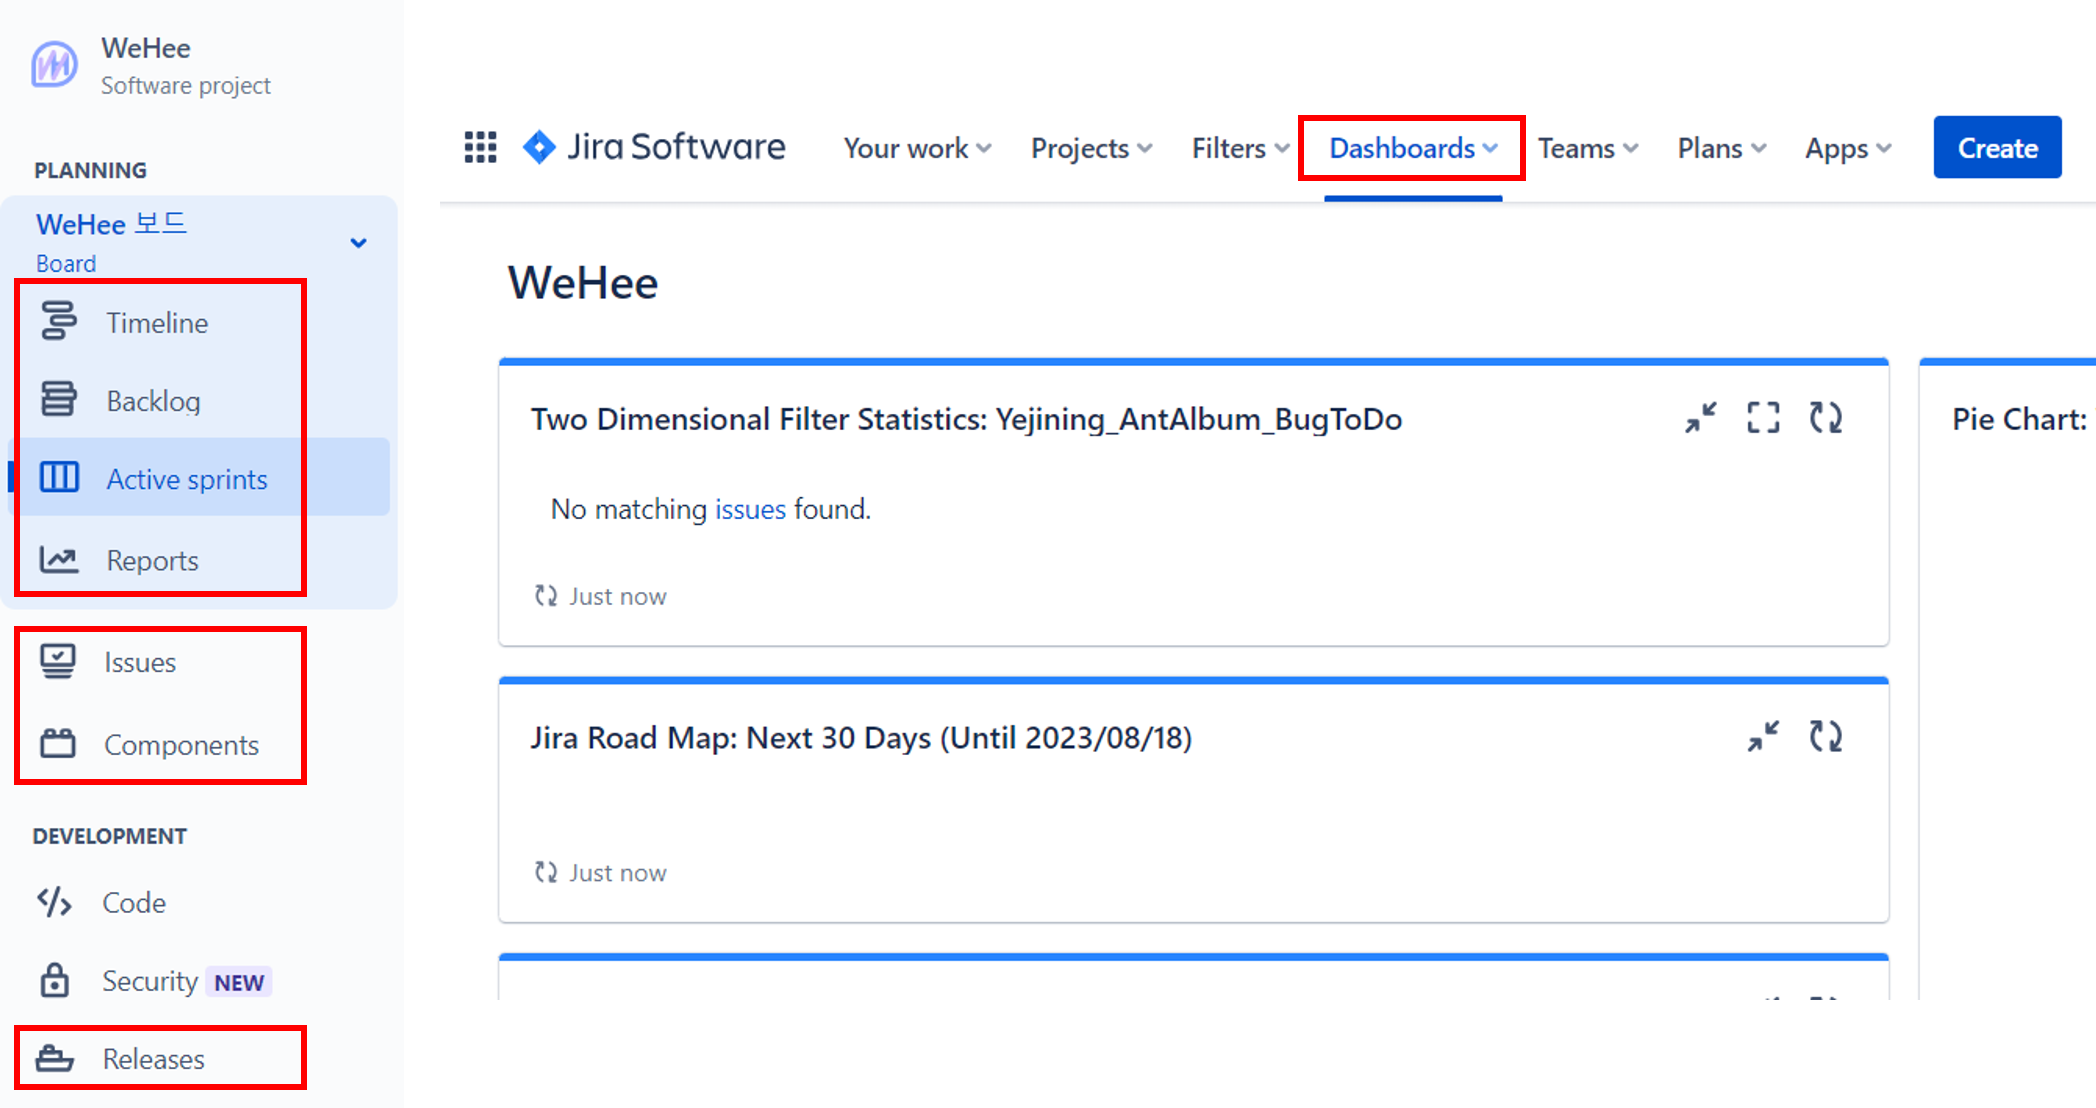 WeHee
Software project
PLANNING
WeHee 보드
Board
Timeline
Backlog
Active sprints
Reports
Issues
Components
DEVELOPMENT
Code
Security NEW
Releases
Jira Software Your work Projects Filters Dashboards Teams Plans Apps Create
WeHee
Two Dimensional Filter Statistics: Yejining_AntAlbum_BugToDo
No matching issues found.
Just now
Jira Road Map: Next 30 Days (Until 2023/08/18)
Just now
Pie Chart: